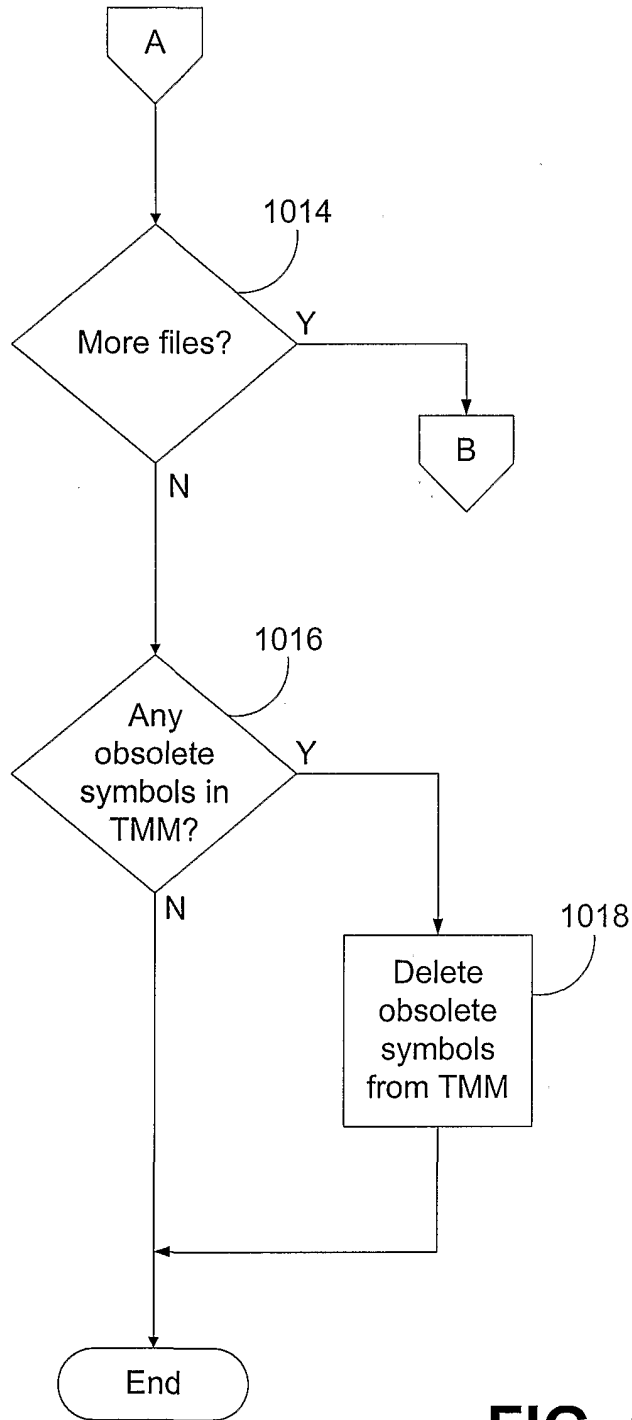 A
1014
More files?
Y
B
N
1016
Any
obsolete
symbols in
TMM?
Y
N
1018
Delete
obsolete
symbols
from TMM
End
FIG